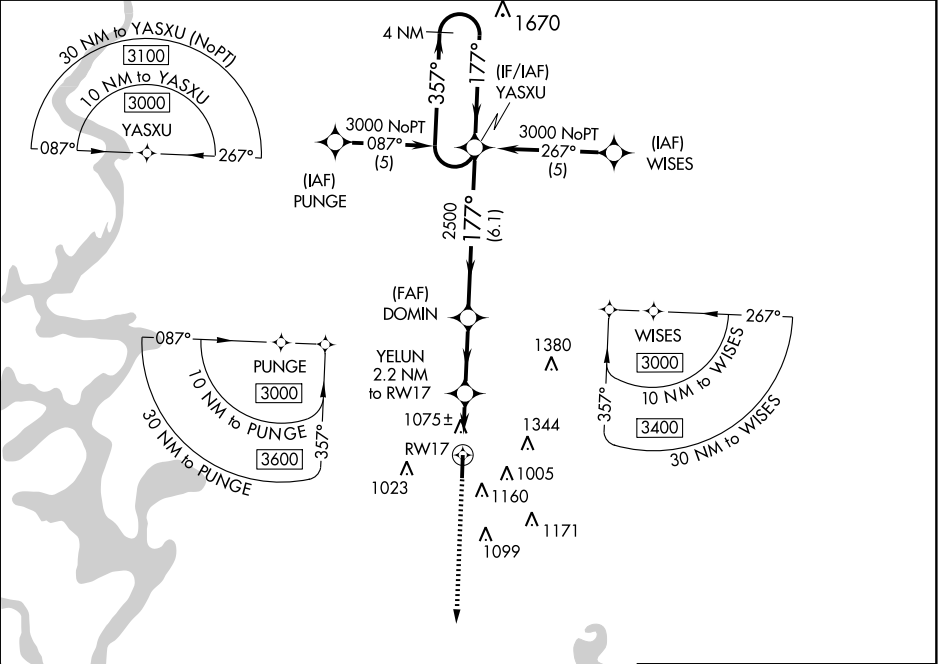 1670
4 NM
30 NM to YASXU (NoPT)
3100
10 NM to YASXU
3000
YASXU
087°
267°
357°
177°
(IF/IAF)
YASXU
3000 NoPT
087°
(5)
(IAF)
PUNGE
3000 NoPT
267°
(5)
(IAF)
WISES
2500
177°
(6.1)
(FAF)
DOMIN
087°
PUNGE
3000
10 NM to PUNGE
357°
3600
30 NM to PUNGE
YELUN
2.2 NM
to RW17
1380
267°
WISES
3000
10 NM to WISES
357°
3400
30 NM to WISES
1075±
1344
RW17
1023
1005
1160
1171
1099